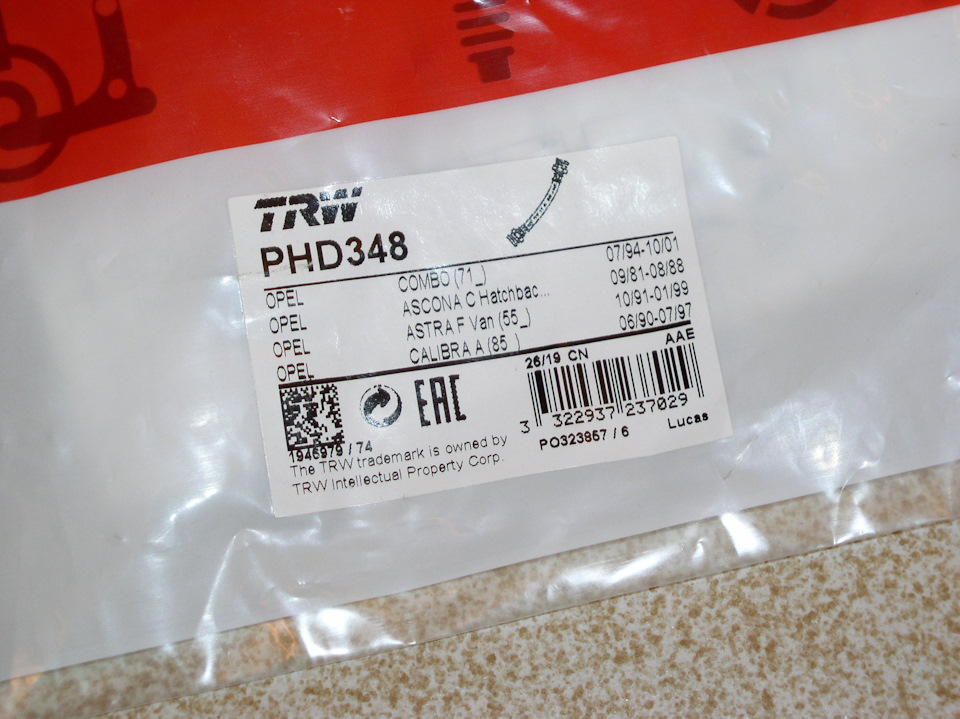 TRW
PHD348
OPEL COMBO (71_) 07/94-10/01
OPEL ASCONA C Hatchbac... 09/81-08/88
OPEL ASTRA F Van (55_) 10/91-01/99
OPEL CALIBRA A (85_) 06/90-07/97
AAE
26/19 CN
EAC
3 322937 237029
1946979 / 74
PO323857 / 6 Lucas
The TRW trademark is owned by
TRW Intellectual Property Corp.